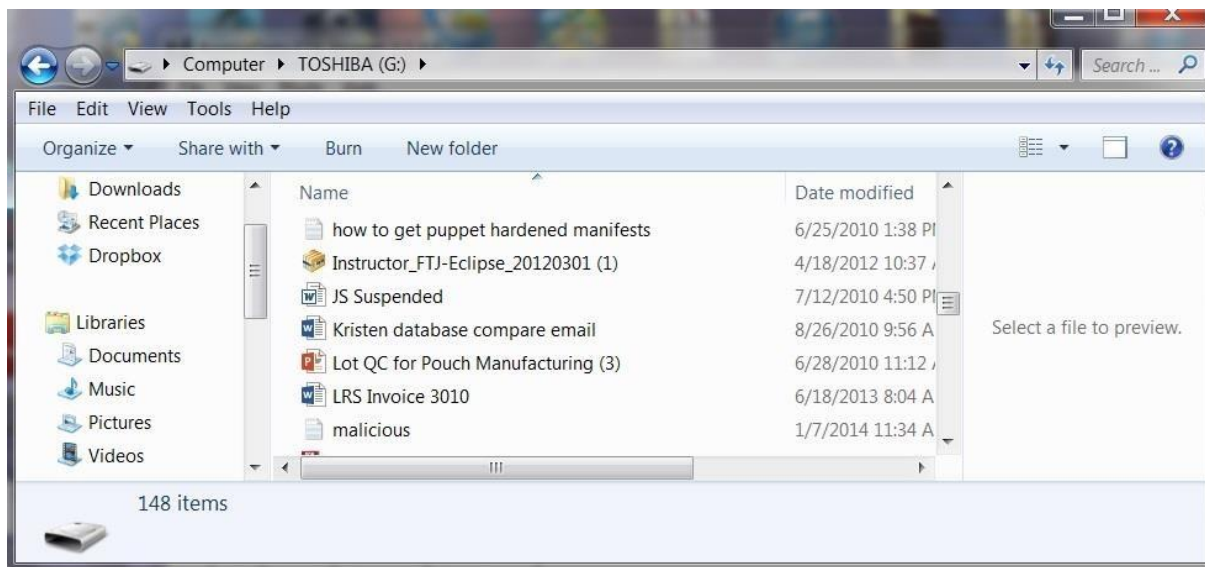 Computer TOSHIBA (G:) Search ...
File Edit View Tools Help
Organize Share with Burn New folder
Downloads
Recent Places
Dropbox
Libraries
Documents
Music
Pictures
Videos
Name Date modified
how to get puppet hardened manifests 6/25/2010 1:38 PM
Instructor_FTJ-Eclipse_20120301 (1) 4/18/2012 10:37
JS Suspended 7/12/2010 4:50 PM
Kristen database compare email 8/26/2010 9:56 A
Lot QC for Pouch Manufacturing (3) 6/28/2010 11:12
LRS Invoice 3010 6/18/2013 8:04 A
malicious 1/7/2014 11:34 A
Select a file to preview.
148 items